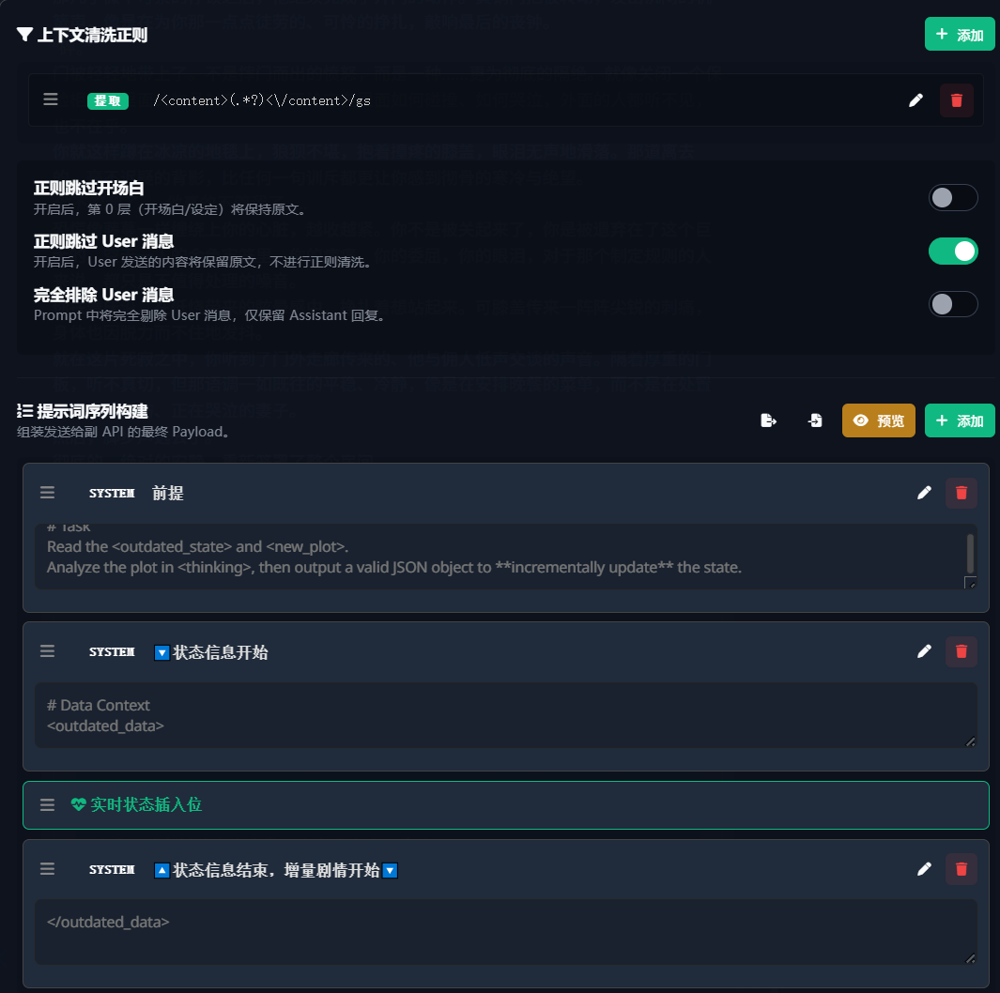 上下文清洗正则
添加
提取 /<content>(.*?)<\/content>/gs
正则跳过开场白
开启后，第 0 层（开场白/设定）将保持原文。
正则跳过 User 消息
开启后，User 发送的内容将保留原文，不进行正则清洗。
完全排除 User 消息
Prompt 中将完全剔除 User 消息，仅保留 Assistant 回复。
提示词序列构建
组装发送给副 API 的最终 Payload。
预览
添加
SYSTEM 前提
# Task
Read the <outdated_state> and <new_plot>.
Analyze the plot in <thinking>, then output a valid JSON object to **incrementally update** the state.
SYSTEM 🔽状态信息开始
# Data Context
<outdated_data>
实时状态插入位
SYSTEM 🔼状态信息结束，增量剧情开始🔽
</outdated_data>